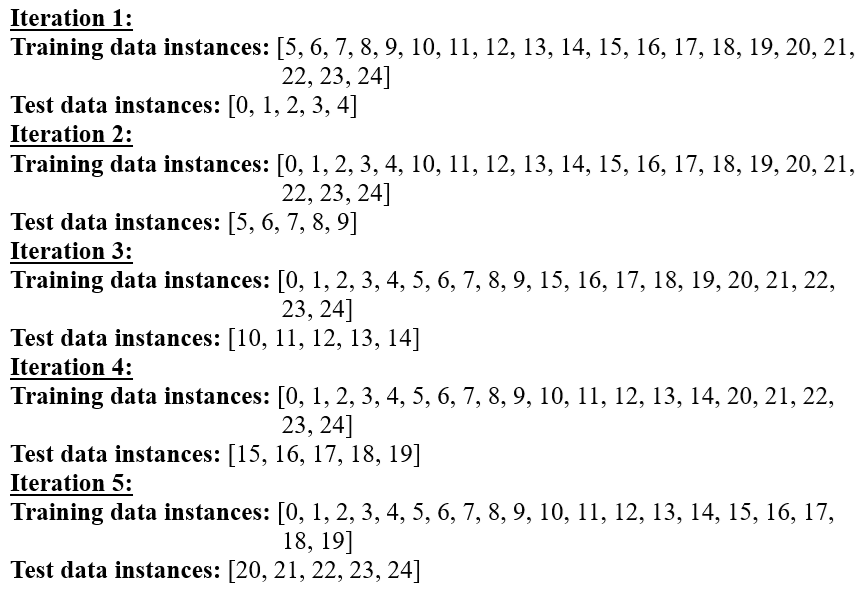 Iteration 1:
Training data instances: [5, 6, 7, 8, 9, 10, 11, 12, 13, 14, 15, 16, 17, 18, 19, 20, 21,
22, 23, 24]
Test data instances: [0, 1, 2, 3, 4]
Iteration 2:
Training data instances: [0, 1, 2, 3, 4, 10, 11, 12, 13, 14, 15, 16, 17, 18, 19, 20, 21,
22, 23, 24]
Test data instances: [5, 6, 7, 8, 9]
Iteration 3:
Training data instances: [0, 1, 2, 3, 4, 5, 6, 7, 8, 9, 15, 16, 17, 18, 19, 20, 21, 22,
23, 24]
Test data instances: [10, 11, 12, 13, 14]
Iteration 4:
Training data instances: [0, 1, 2, 3, 4, 5, 6, 7, 8, 9, 10, 11, 12, 13, 14, 20, 21, 22,
23, 24]
Test data instances: [15, 16, 17, 18, 19]
Iteration 5:
Training data instances: [0, 1, 2, 3, 4, 5, 6, 7, 8, 9, 10, 11, 12, 13, 14, 15, 16, 17,
18, 19]
Test data instances: [20, 21, 22, 23, 24]